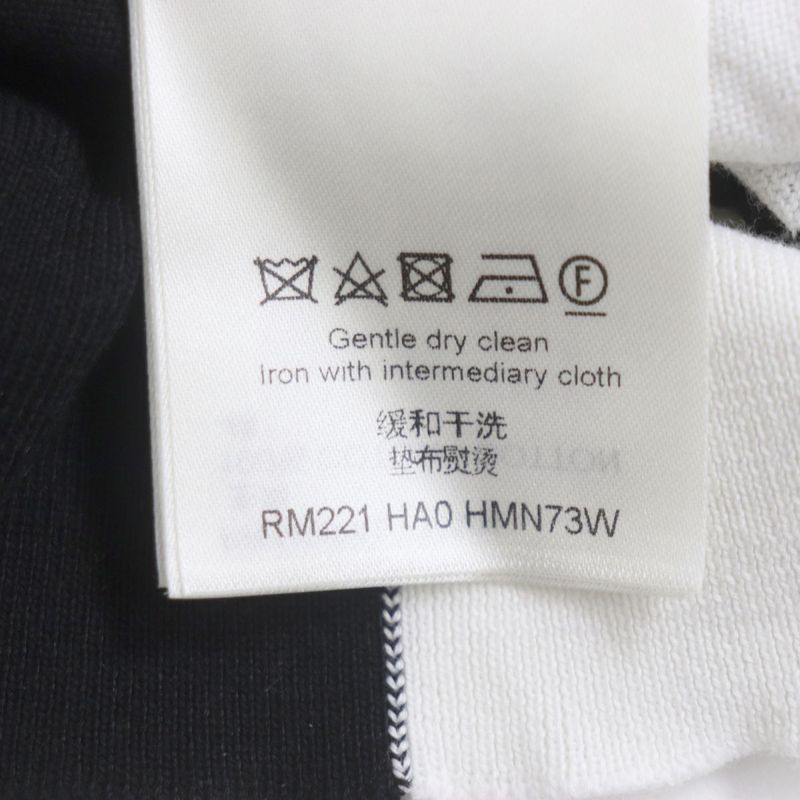 F
Gentle dry clean
Iron with intermediary cloth
缓和干洗
垫布熨烫
RM221 HA0 HMN73W